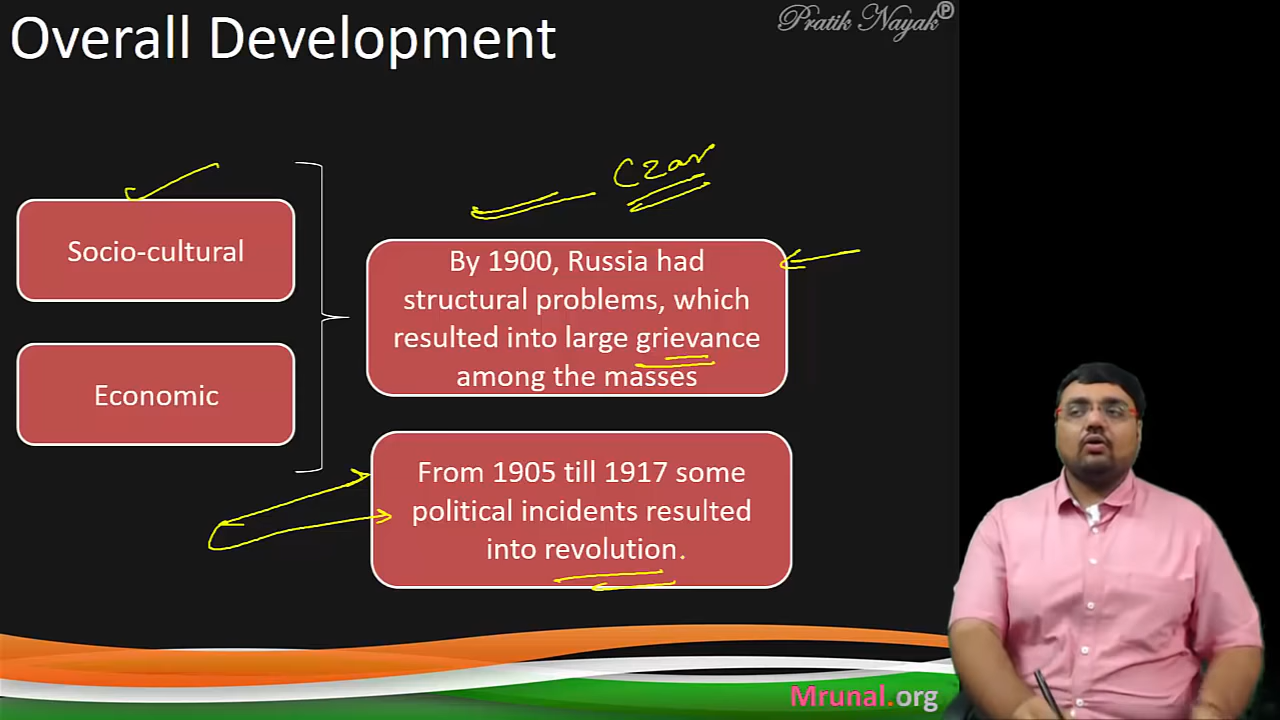 Overall Development
Pratik Nayak®
Czar
Socio-cultural
Economic
By 1900, Russia had
structural problems, which
resulted into large grievance
among the masses
From 1905 till 1917 some
political incidents resulted
into revolution.
Mrunal.org